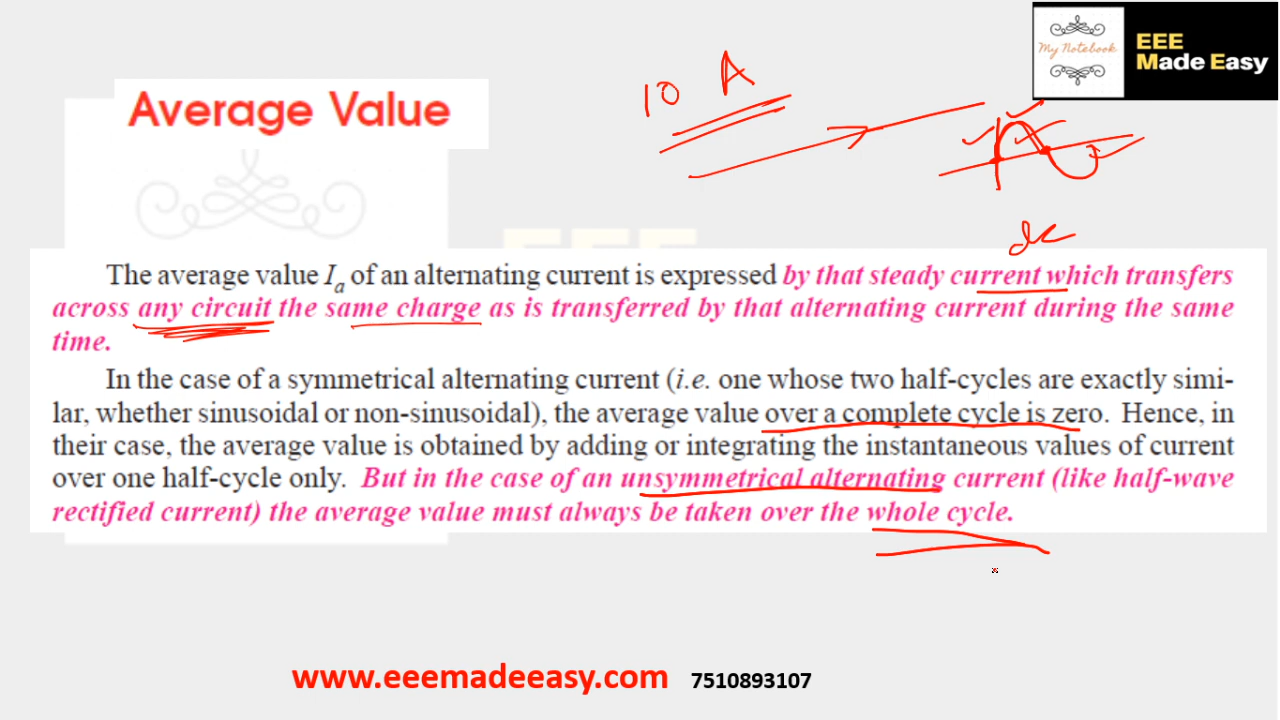 My Notebook
EEE
Made Easy
10 A
Average Value
dc
The average value Ia of an alternating current is expressed by that steady current which transfers
across any circuit the same charge as is transferred by that alternating current during the same
time.
In the case of a symmetrical alternating current (i.e. one whose two half-cycles are exactly simi-
lar, whether sinusoidal or non-sinusoidal), the average value over a complete cycle is zero. Hence, in
their case, the average value is obtained by adding or integrating the instantaneous values of current
over one half-cycle only. But in the case of an unsymmetrical alternating current (like half-wave
rectified current) the average value must always be taken over the whole cycle.
www.eeemadeeasy.com 7510893107